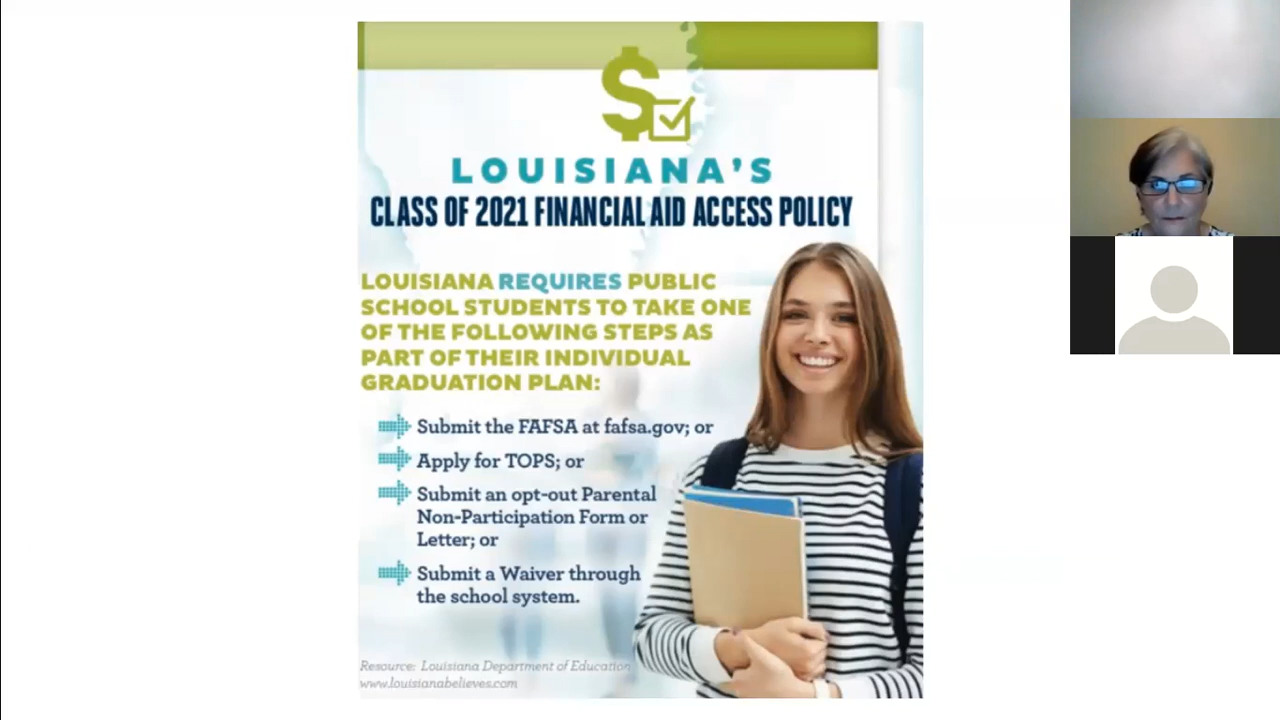 LOUISIANA'S
CLASS OF 2021 FINANCIAL AID ACCESS POLICY
LOUISIANA REQUIRES PUBLIC
SCHOOL STUDENTS TO TAKE ONE
OF THE FOLLOWING STEPS AS
PART OF THEIR INDIVIDUAL
GRADUATION PLAN:
Submit the FAFSA at fafsa.gov; or
Apply for TOPS; or
Submit an opt-out Parental
Non-Participation Form or
Letter; or
Submit a Waiver through
the school system.
Resource: Louisiana Department of Education
www.louisianabelieves.com